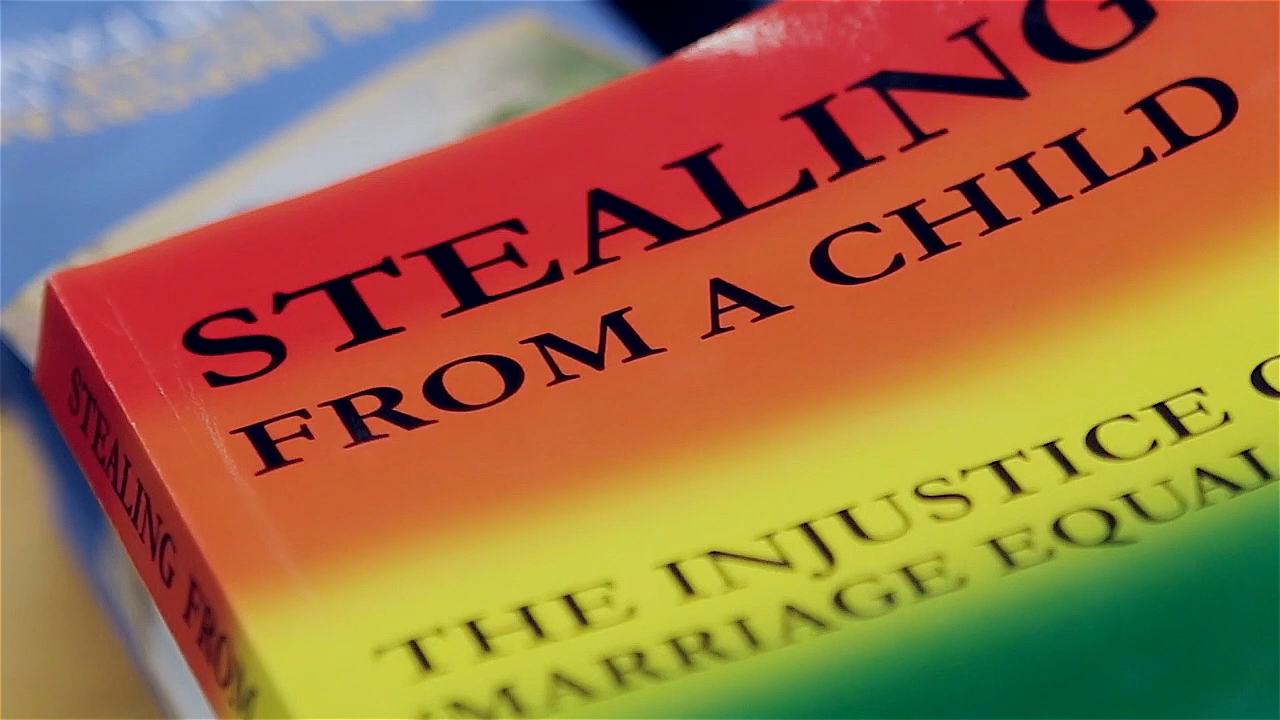 STEALING
FROM A CHILD
THE INJUSTICE
'MARRIAGE EQUAL
STEALING FROM